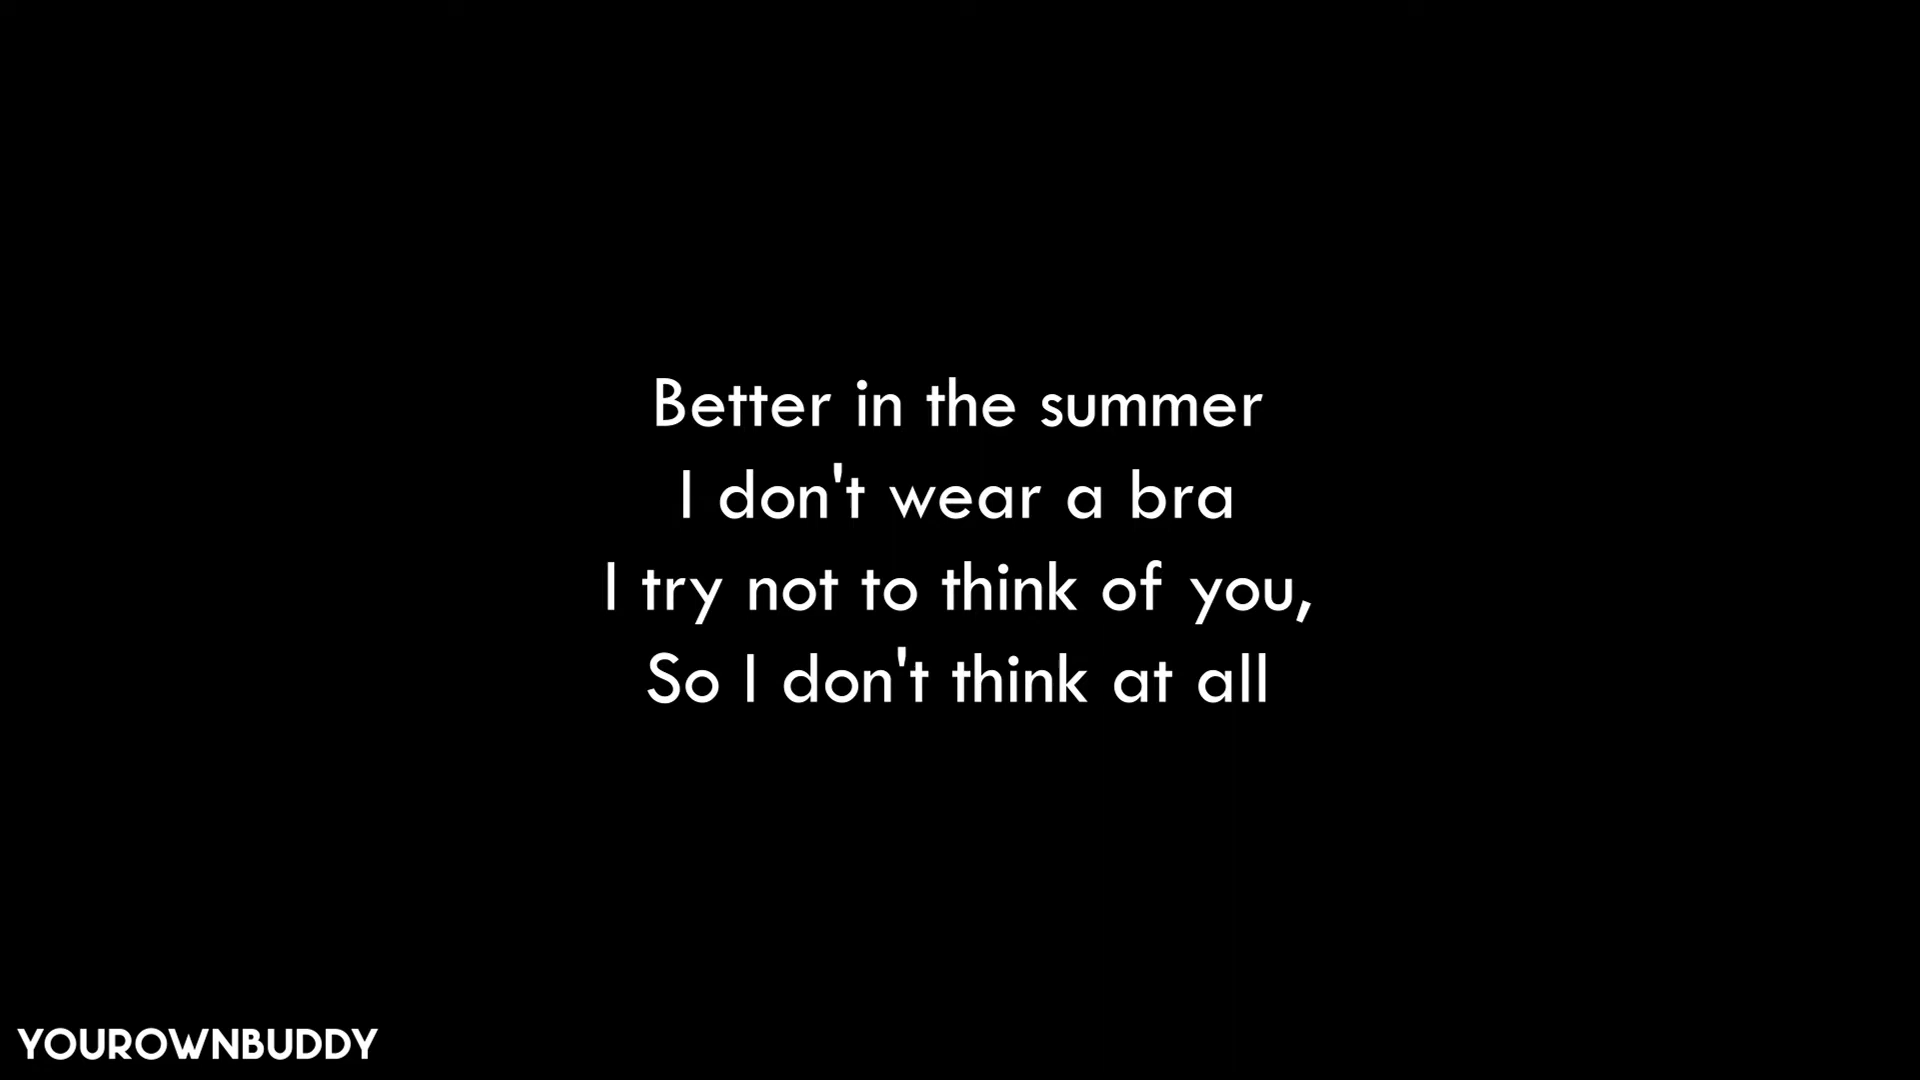 Better in the summer
I don't wear a bra
I try not to think of you,
So I don't think at all
YOUROWNBUDDY